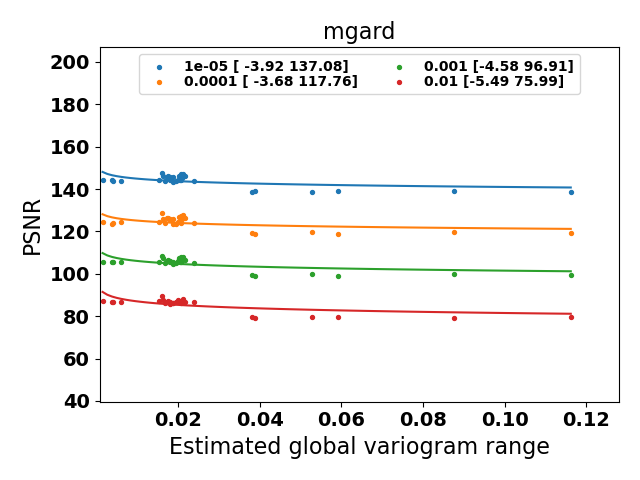 mgard
1e-05 [ -3.92 137.08]
0.0001 [ -3.68 117.76]
0.001 [-4.58 96.91]
0.01 [-5.49 75.99]
PSNR
200
180
160
140
120
100
80
60
40
0.02 0.04 0.06 0.08 0.10 0.12
Estimated global variogram range